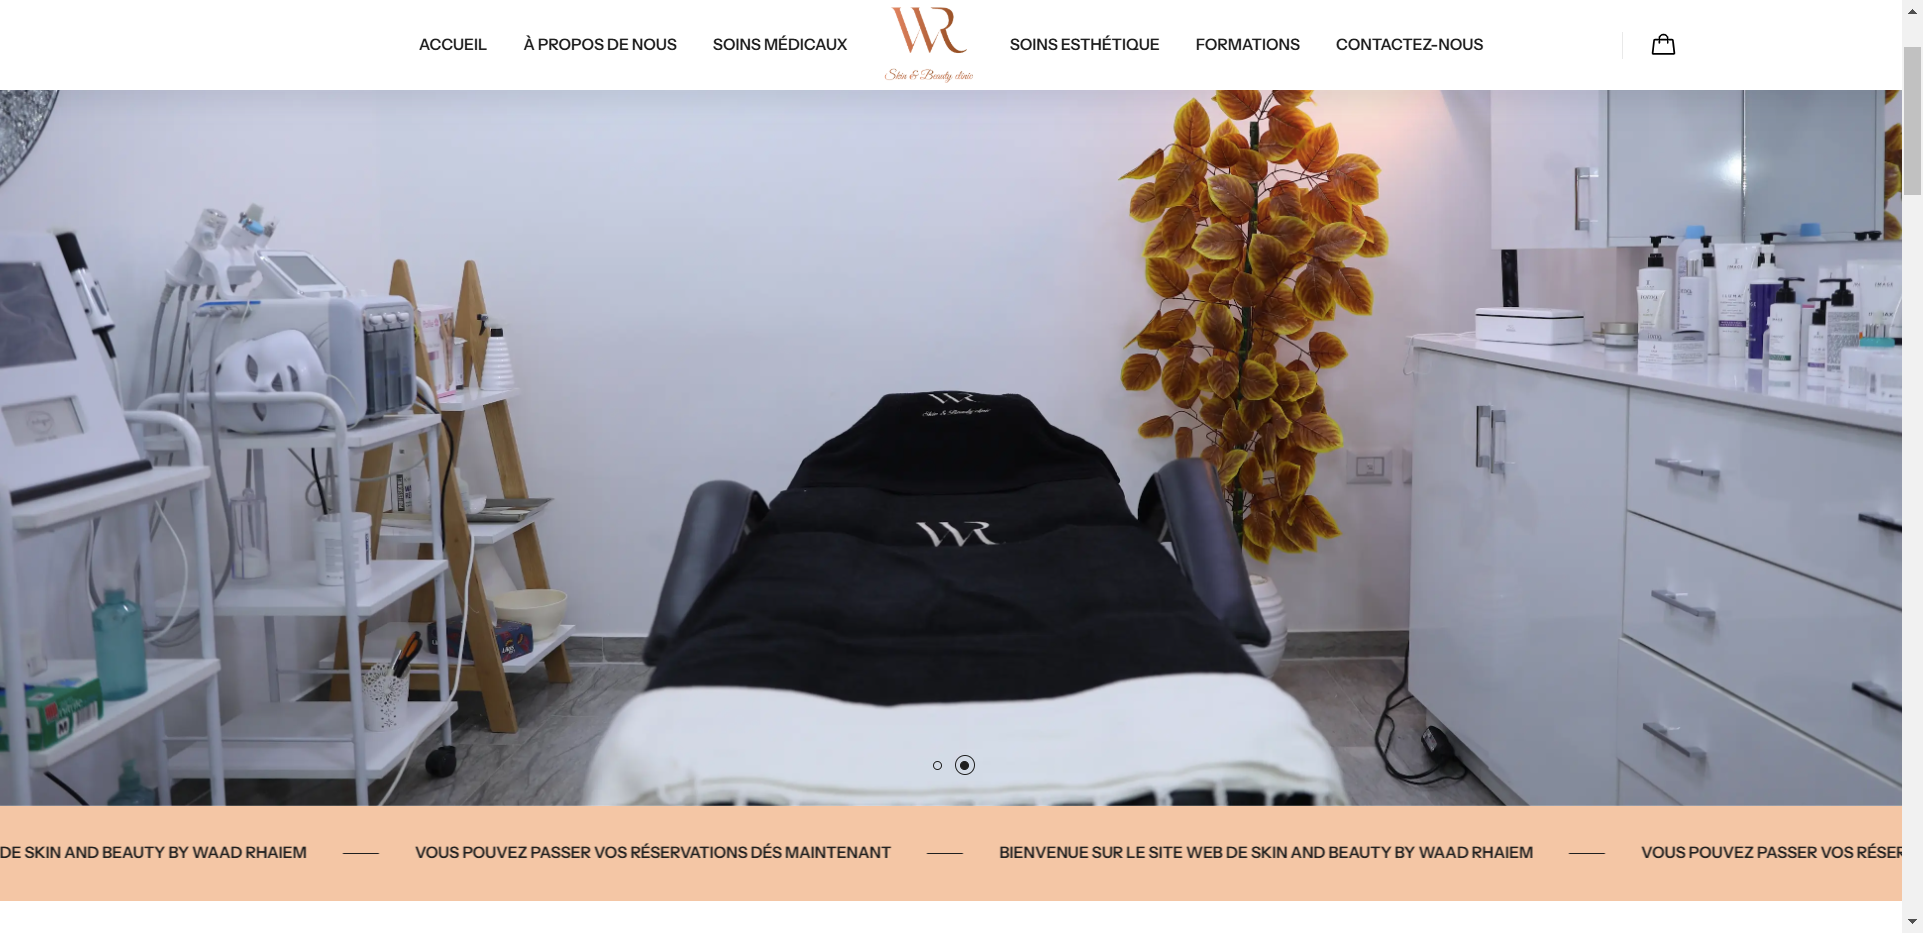 ACCUEIL
À PROPOS DE NOUS
SOINS MÉDICAUX
WR
Skin & Beauty clinic
SOINS ESTHÉTIQUE
FORMATIONS
CONTACTEZ-NOUS
WR
Skin & Beauty clinic
WR
IMAGE
DE SKIN AND BEAUTY BY WAAD RHAIEM
VOUS POUVEZ PASSER VOS RÉSERVATIONS DÉS MAINTENANT
BIENVENUE SUR LE SITE WEB DE SKIN AND BEAUTY BY WAAD RHAIEM
VOUS POUVEZ PASSER VOS RÉSER